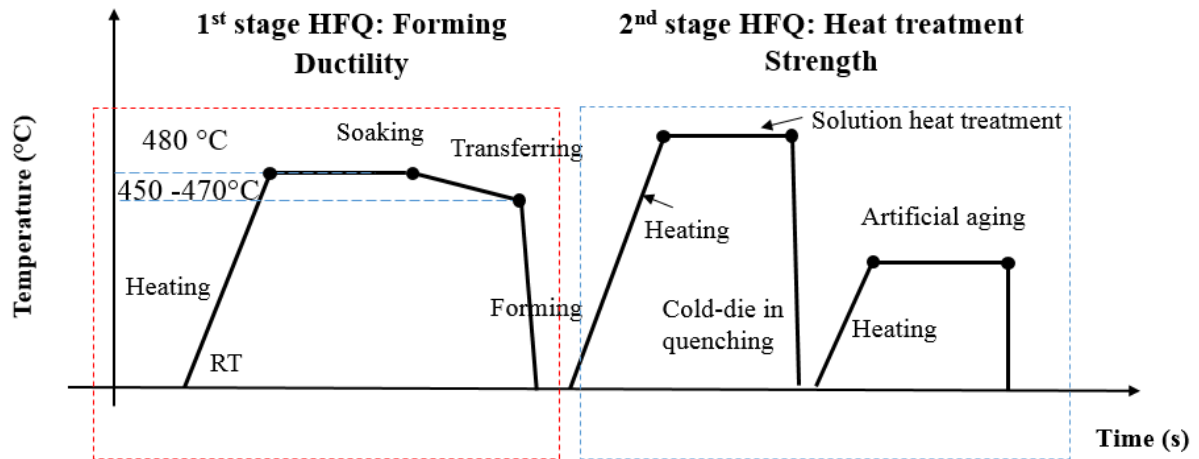 1st stage HFQ: Forming
Ductility
2nd stage HFQ: Heat treatment
Strength
Temperature (°C)
480 °C
450 -470°C
Soaking
Transferring
Heating
RT
Forming
Solution heat treatment
Heating
Cold-die in
quenching
Artificial aging
Heating
Time (s)